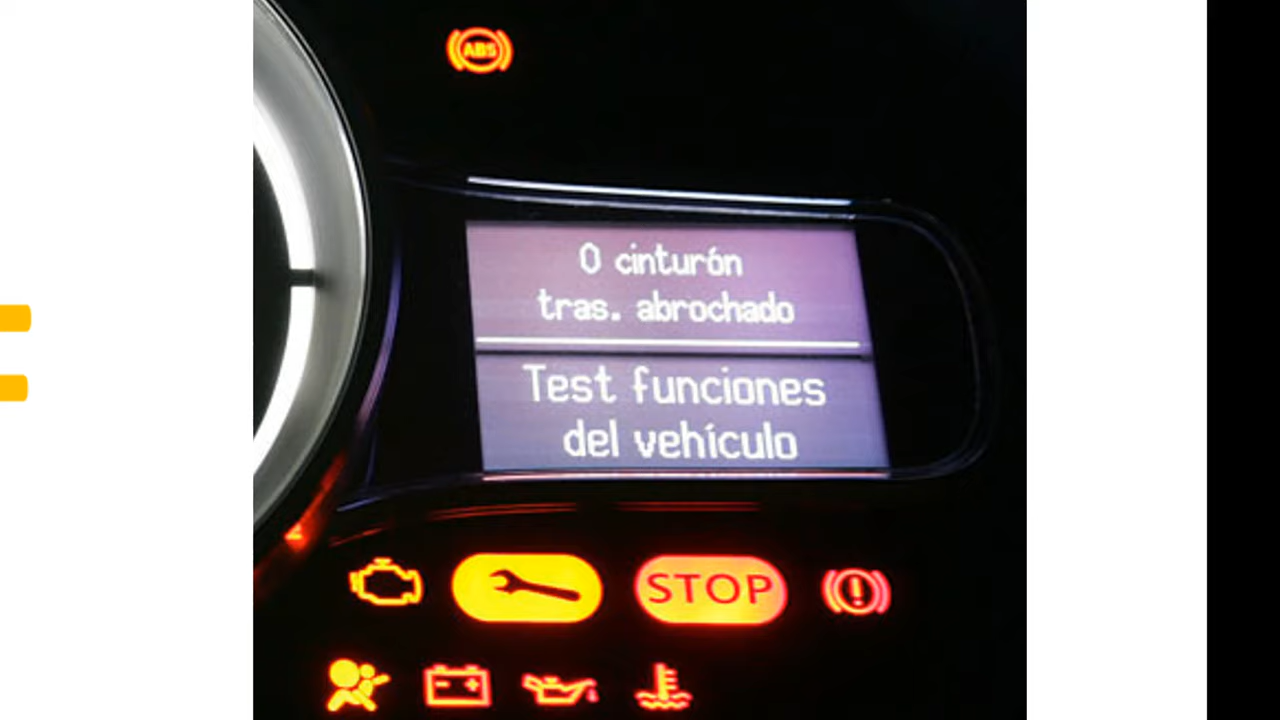 ABS
0 cinturón
tras. abrochado
Test funciones
del vehículo
STOP